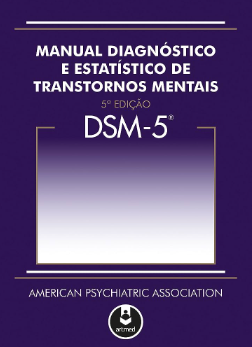 MANUAL DIAGNÓSTICO
E ESTATÍSTICO DE
TRANSTORNOS MENTAIS
5ª EDIÇÃO
DSM-5®
AMERICAN PSYCHIATRIC ASSOCIATION
artmed